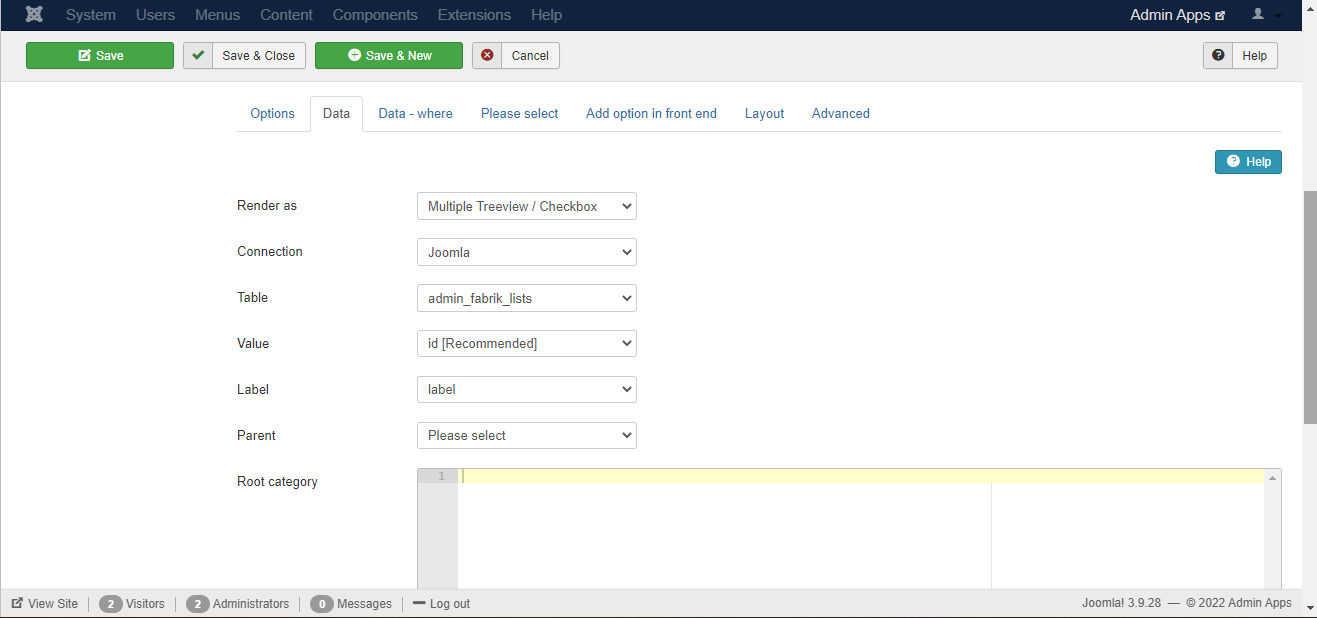 System Users Menus Content Components Extensions Help Admin Apps
Save Save & Close Save & New Cancel Help
Options Data Data - where Please select Add option in front end Layout Advanced
Help
Render as Multiple Treeview / Checkbox
Connection Joomla
Table admin_fabrik_lists
Value id [Recommended]
Label label
Parent Please select
Root category 1
View Site 2 Visitors 2 Administrators 0 Messages Log out Joomla! 3.9.28 — © 2022 Admin Apps